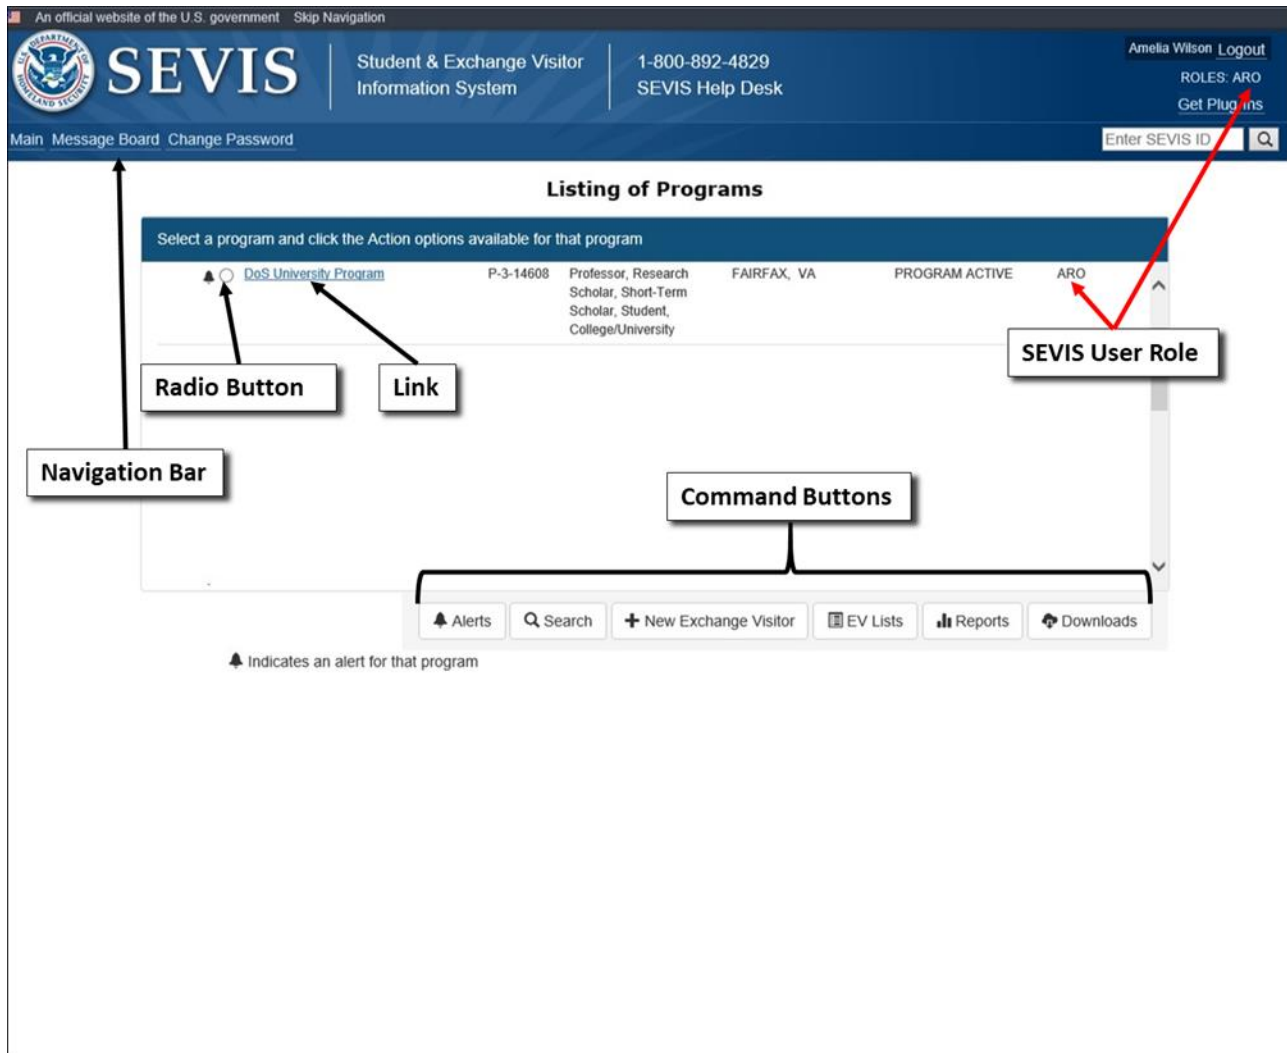 An official website of the U.S. government Skip Navigation
SEVIS
Student & Exchange Visitor
Information System
1-800-892-4829
SEVIS Help Desk
Amelia Wilson Logout
ROLES: ARO
Get Plug-Ins
Main Message Board Change Password
Enter SEVIS ID
Listing of Programs
Select a program and click the Action options available for that program
DoS University Program P-3-14608 Professor, Research FAIRFAX, VA PROGRAM ACTIVE ARO
Scholar, Short-Term
Scholar, Student,
College/University
SEVIS User Role
Radio Button
Link
Navigation Bar
Command Buttons
Alerts Search New Exchange Visitor EV Lists Reports Downloads
Indicates an alert for that program